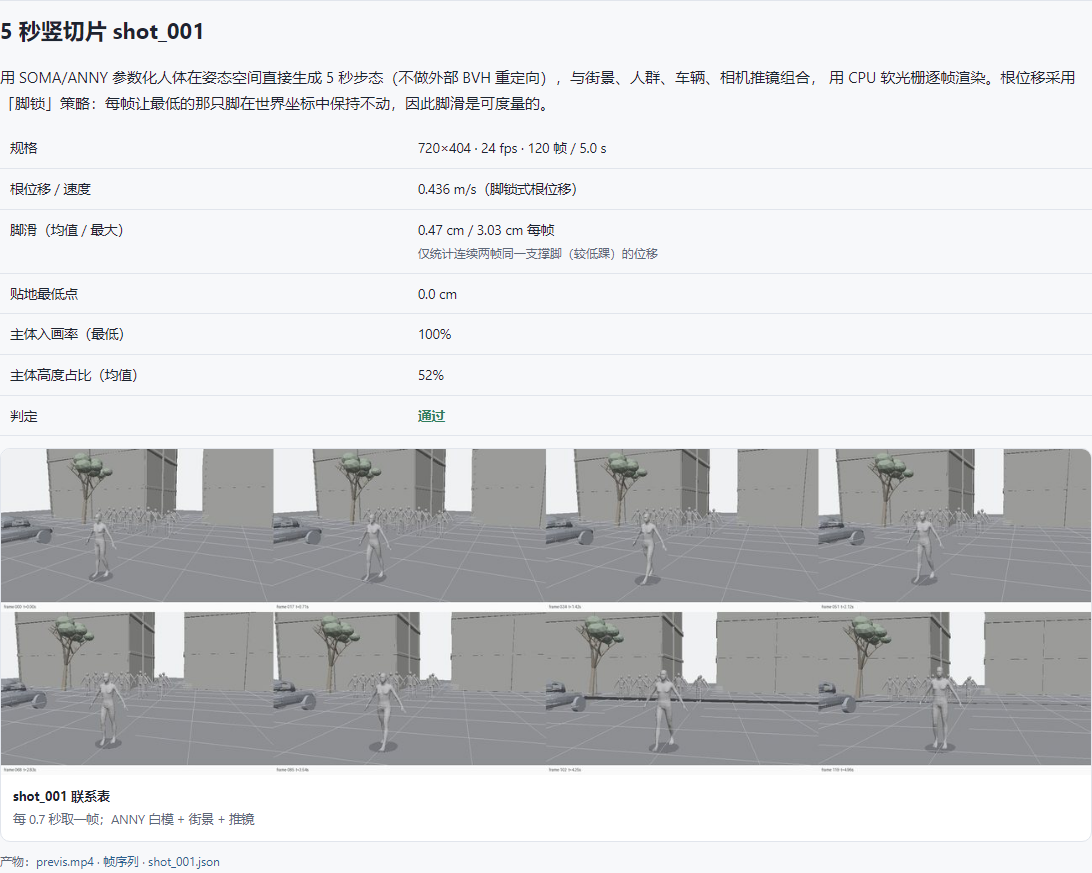 5 秒竖切片 shot_001
用 SOMA/ANNY 参数化人体在姿态空间直接生成 5 秒步态（不做外部 BVH 重定向），与街景、人群、车辆、相机推镜组合， 用 CPU 软光栅逐帧渲染。根位移采用
「脚锁」策略：每帧让最低的那只脚在世界坐标中保持不动，因此脚滑是可度量的。
规格 720×404 · 24 fps · 120 帧 / 5.0 s
根位移 / 速度 0.436 m/s（脚锁式根位移）
脚滑（均值 / 最大） 0.47 cm / 3.03 cm 每帧
仅统计连续两帧同一支撑脚（较低踝）的位移
贴地最低点 0.0 cm
主体入画率（最低） 100%
主体高度占比（均值） 52%
判定 通过
shot_001 联系表
每 0.7 秒取一帧；ANNY 白模 + 街景 + 推镜
产物：previs.mp4 · 帧序列 · shot_001.json